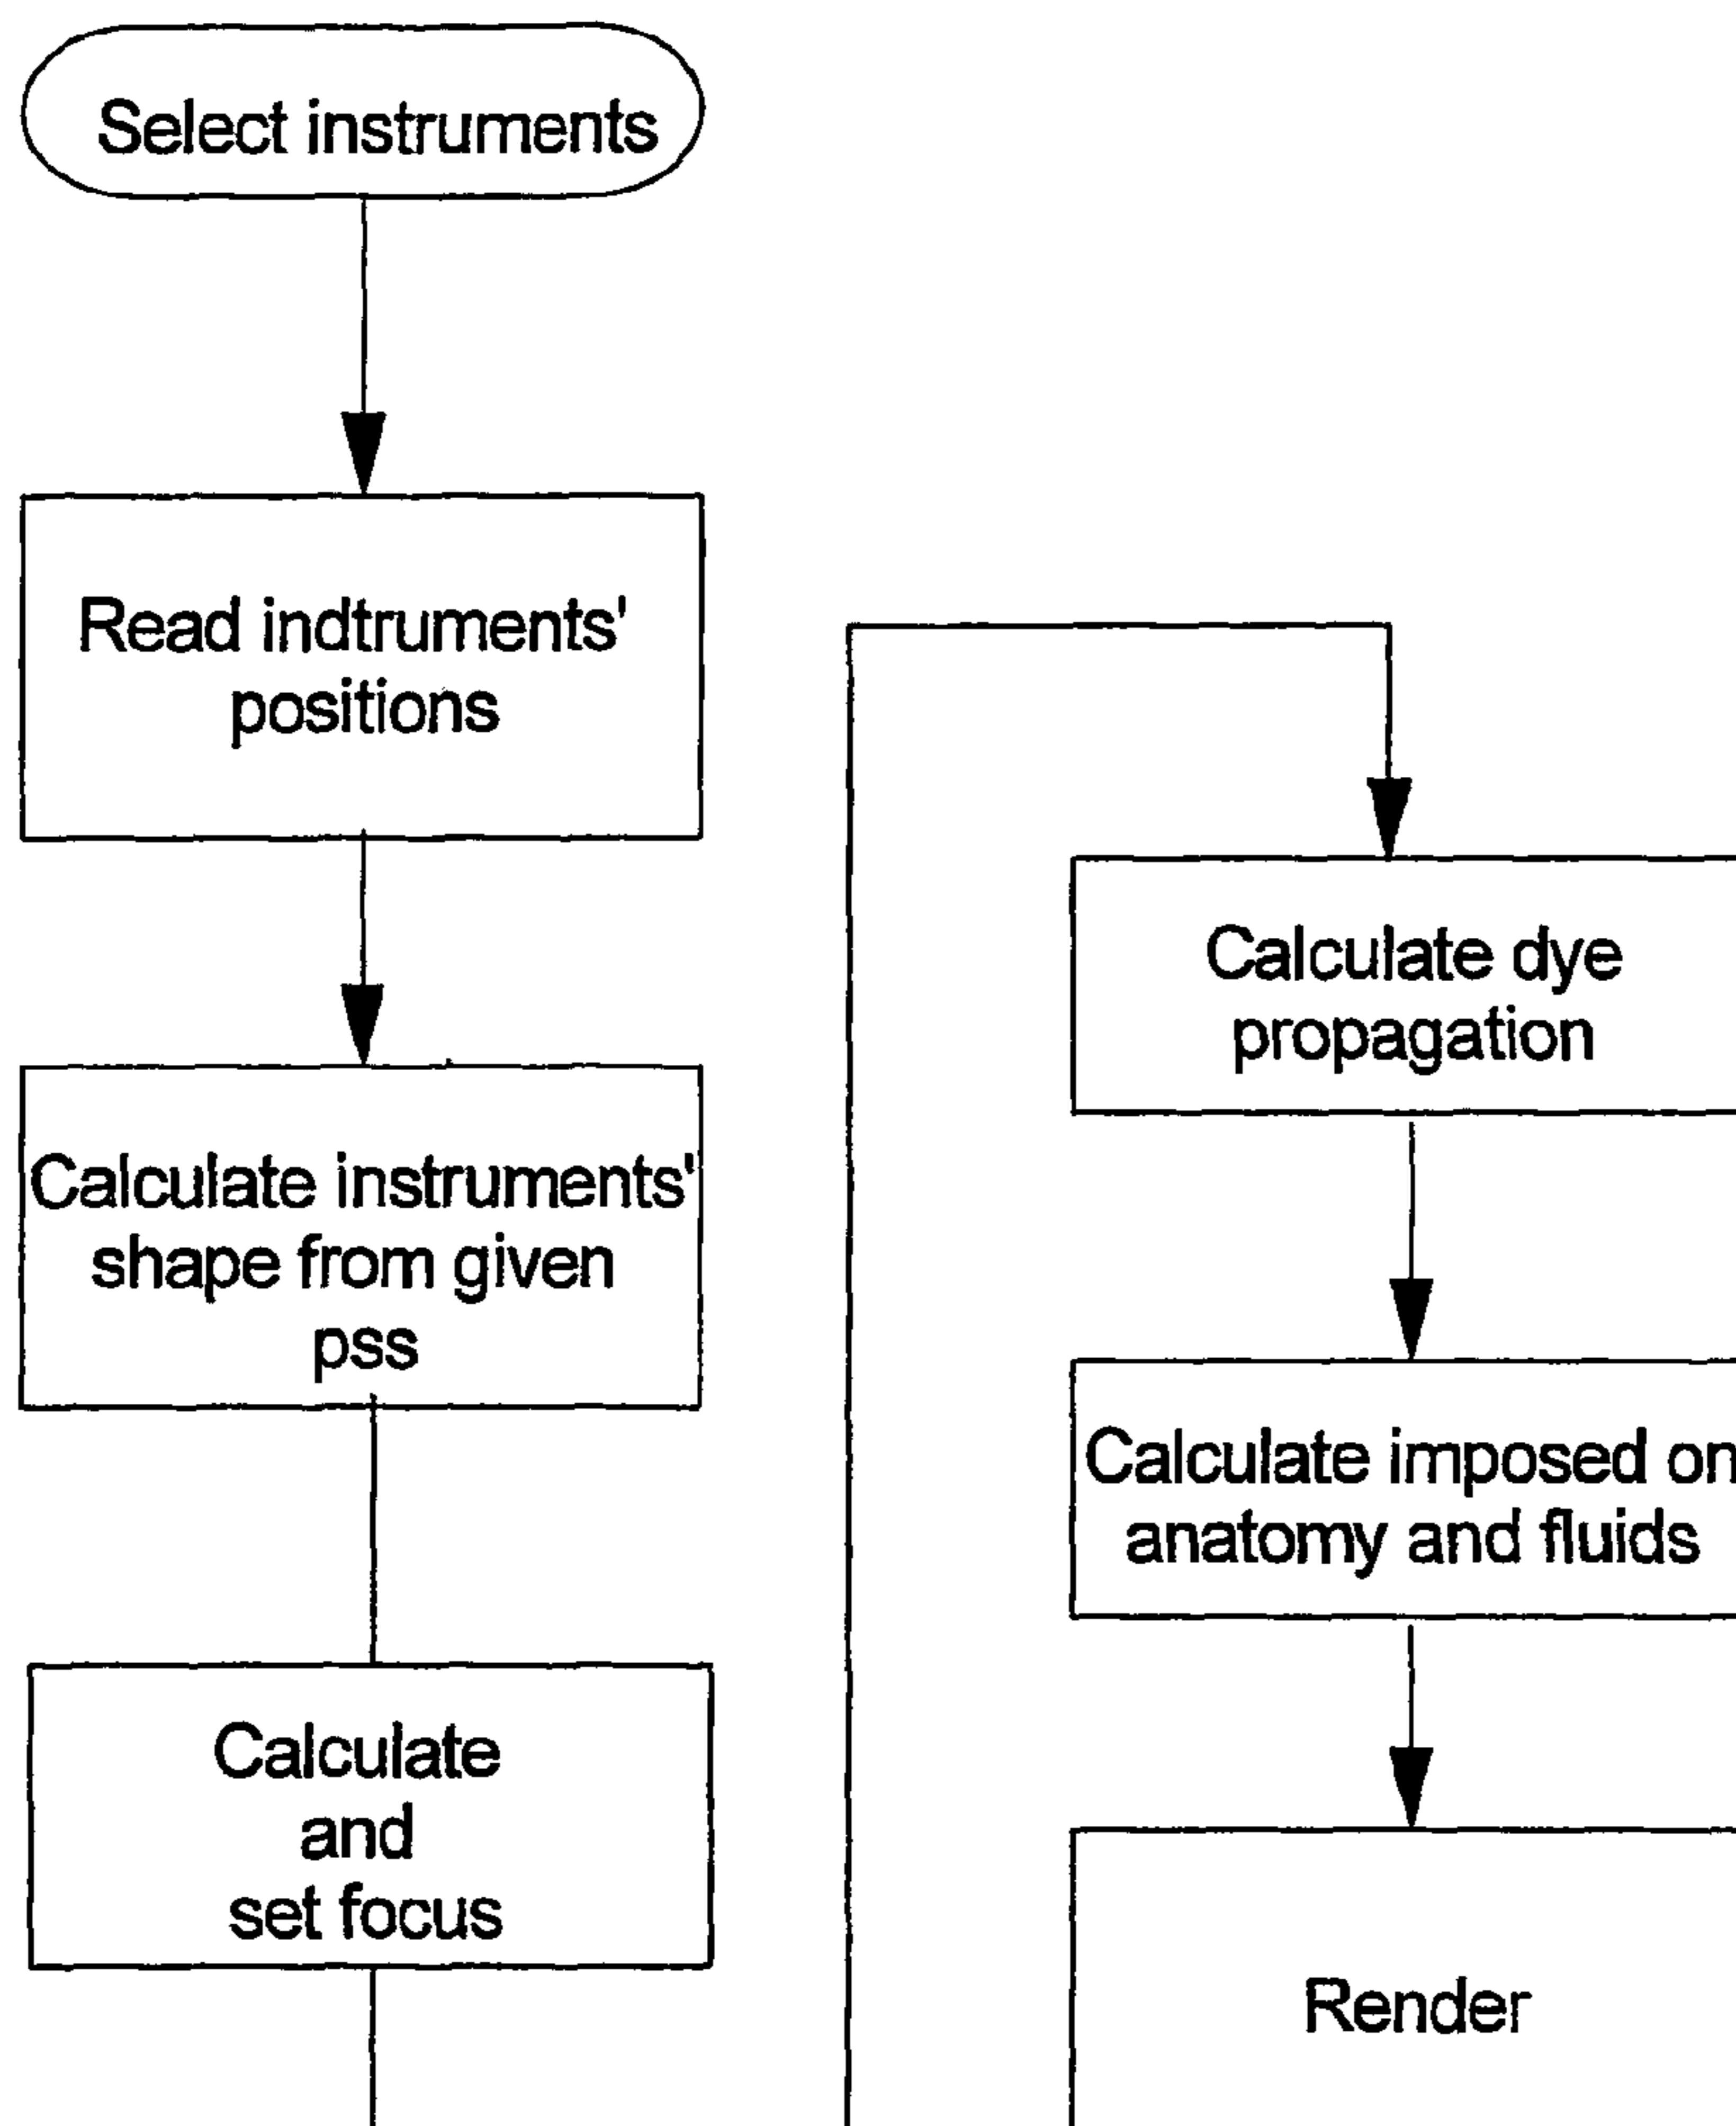 Select instruments
Read indtruments'
positions
Calculate instruments'
shape from given
pss
Calculate
and
set focus
Calculate dye
propagation
Calculate imposed on
anatomy and fluids
Render